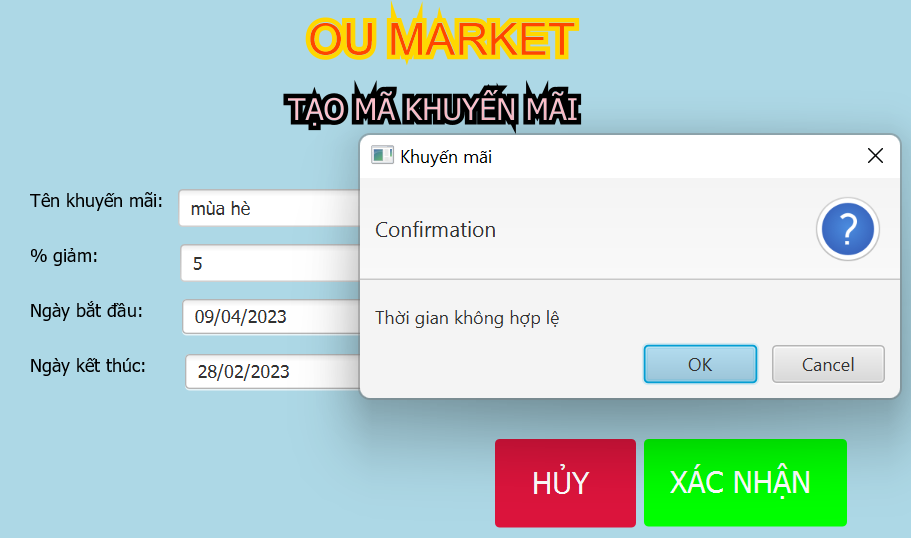 OU MARKET
TẠO MÃ KHUYẾN MÃI
Khuyến mãi
Confirmation
Thời gian không hợp lệ
OK
Cancel
Tên khuyến mãi:
mùa hè
% giảm:
5
Ngày bắt đầu:
09/04/2023
Ngày kết thúc:
28/02/2023
HỦY
XÁC NHẬN